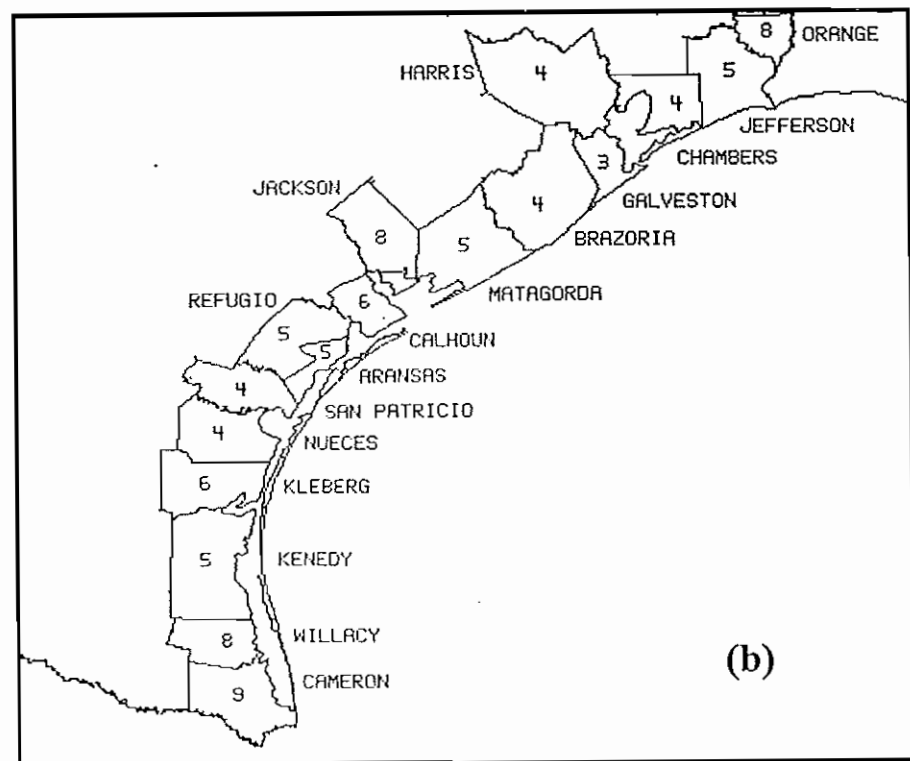 8 ORANGE
HARRIS 4 5
4
JEFFERSON
3 CHAMBERS
JACKSON 4 GALVESTON
8 5 BRAZORIA
REFUGIO 6 MATAGORDA
5 CALHOUN
5
4 ARANSAS
SAN PATRICIO
4 NUECES
6 KLEBERG
5 KENEDY
8 WILLACY
(b)
9 CAMERON